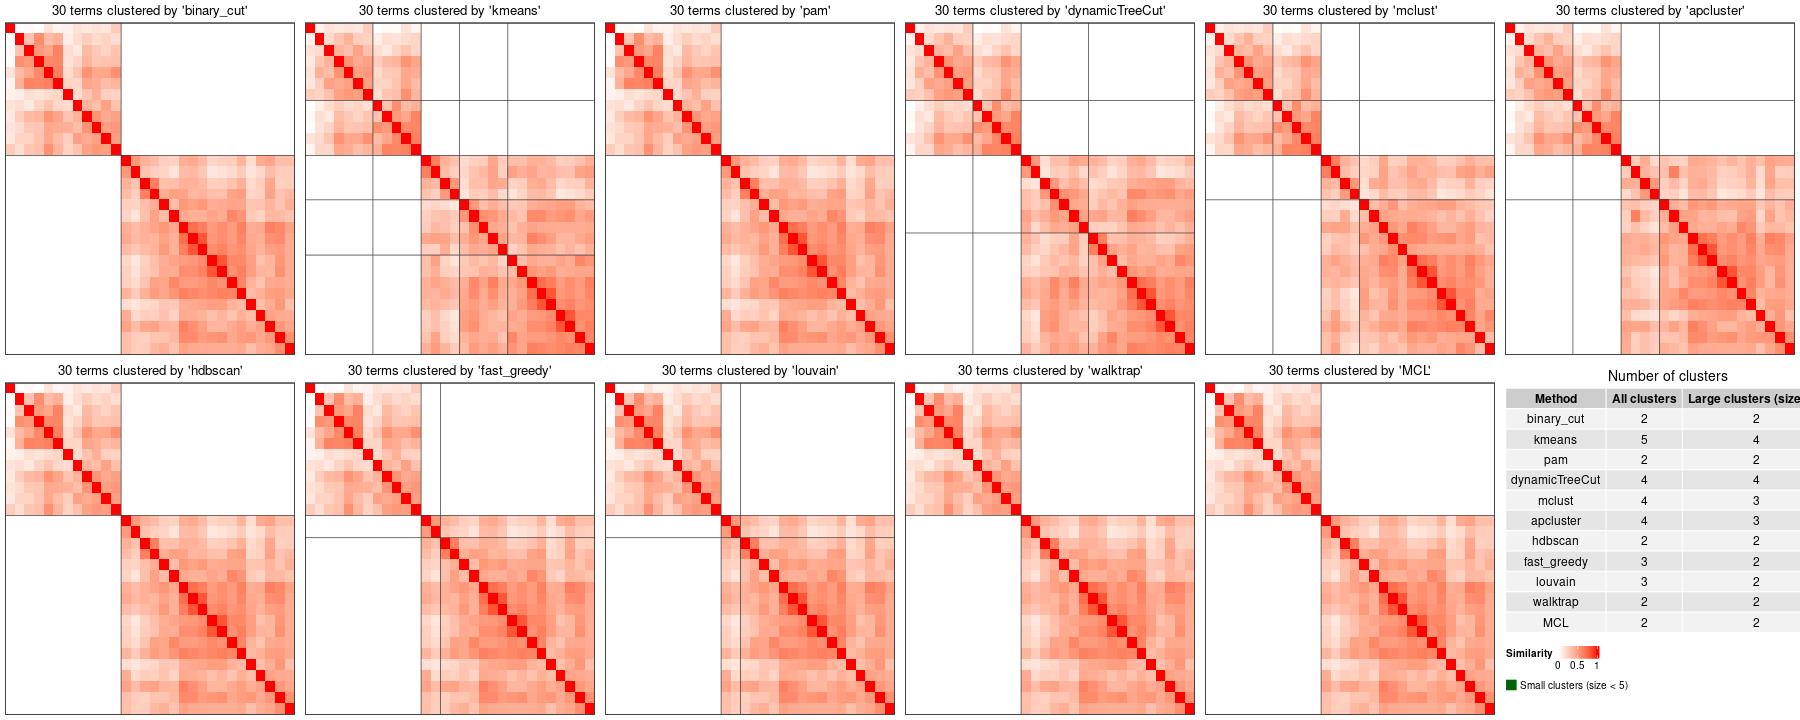 30 terms clustered by 'binary_cut'
30 terms clustered by 'kmeans'
30 terms clustered by 'pam'
30 terms clustered by 'dynamicTreeCut'
30 terms clustered by 'mclust'
30 terms clustered by 'apcluster'
30 terms clustered by 'hdbscan'
30 terms clustered by 'fast_greedy'
30 terms clustered by 'louvain'
30 terms clustered by 'walktrap'
30 terms clustered by 'MCL'
Number of clusters
Method All clusters Large clusters (size
binary_cut 2 2
kmeans 5 4
pam 2 2
dynamicTreeCut 4 4
mclust 4 3
apcluster 4 3
hdbscan 2 2
fast_greedy 3 2
louvain 3 2
walktrap 2 2
MCL 2 2
Similarity
0 0.5 1
Small clusters (size < 5)